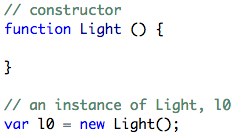 // constructor
function Light () {
}
// an instance of Light, l0
var l0 = new Light();